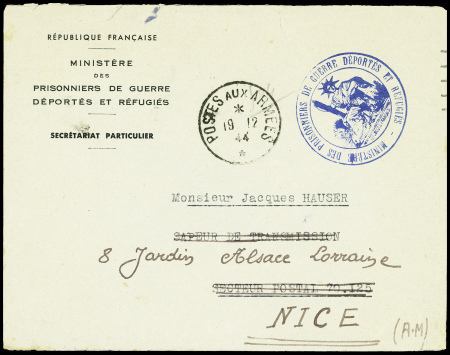 RÉPUBLIQUE FRANÇAISE
MINISTÈRE
DES
PRISONNIERS DE GUERRE
DÉPORTÉS ET RÉFUGIÉS
SECRÉTARIAT PARTICULIER
POSTES AUX ARMÉES
*
19 12
44
*
MINISTÈRE DES PRISONNIERS DE GUERRE DÉPORTÉS ET RÉFUGIÉS -
Monsieur Jacques HAUSER
SAPEUR DE TRANSMISSION
8 Jardin Alsace Lorraine
SECTEUR POSTAL 70.125
NICE
(A.M)